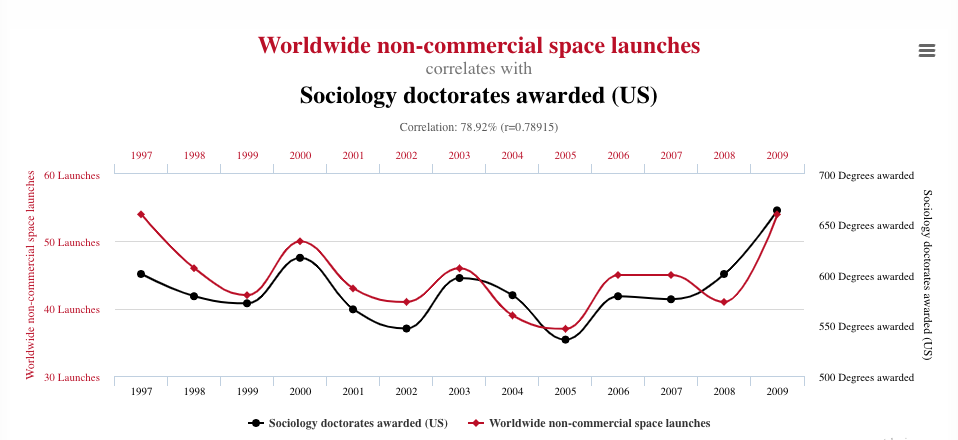 Worldwide non-commercial space launches
correlates with
Sociology doctorates awarded (US)
Correlation: 78.92% (r=0.78915)
1997 1998 1999 2000 2001 2002 2003 2004 2005 2006 2007 2008 2009
60 Launches
50 Launches
40 Launches
30 Launches
Worldwide non-commercial space launches
700 Degrees awarded
650 Degrees awarded
600 Degrees awarded
550 Degrees awarded
500 Degrees awarded
Sociology doctorates awarded (US)
1997 1998 1999 2000 2001 2002 2003 2004 2005 2006 2007 2008 2009
Sociology doctorates awarded (US) Worldwide non-commercial space launches